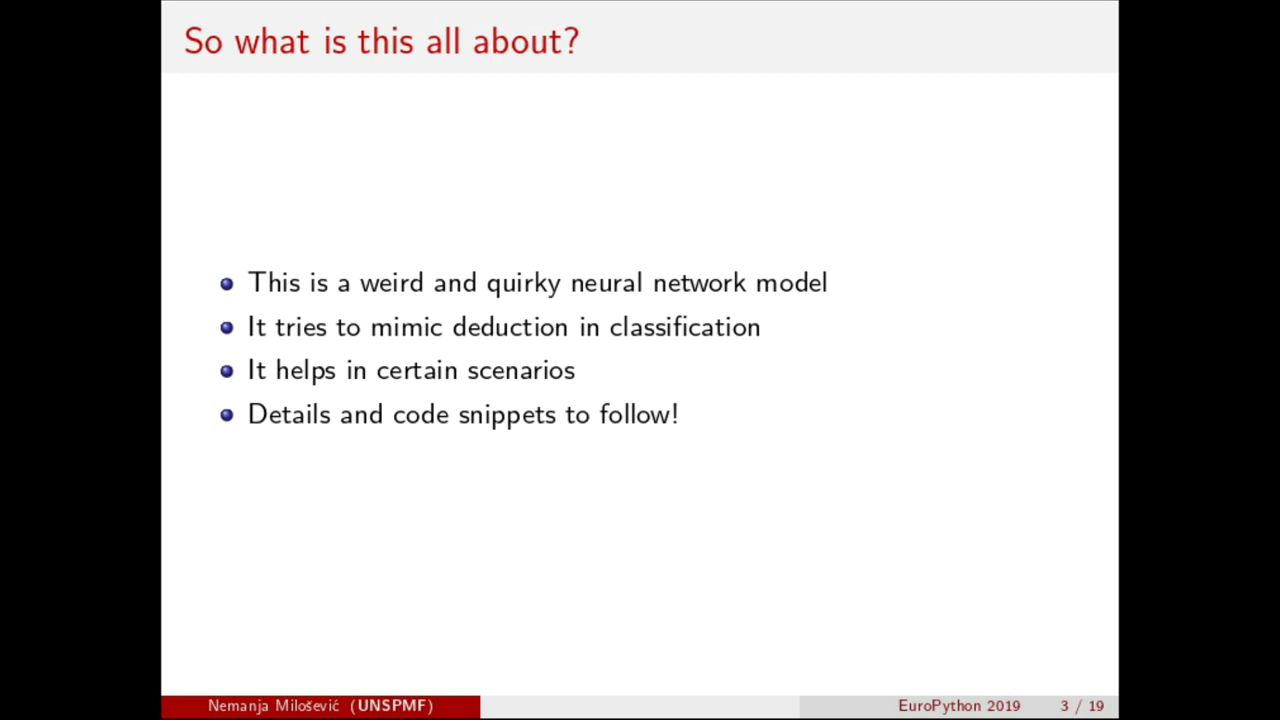 So what is this all about?
This is a weird and quirky neural network model
It tries to mimic deduction in classification
It helps in certain scenarios
Details and code snippets to follow!
Nemanja Milošević (UNSPMF)
EuroPython 2019
3 / 19